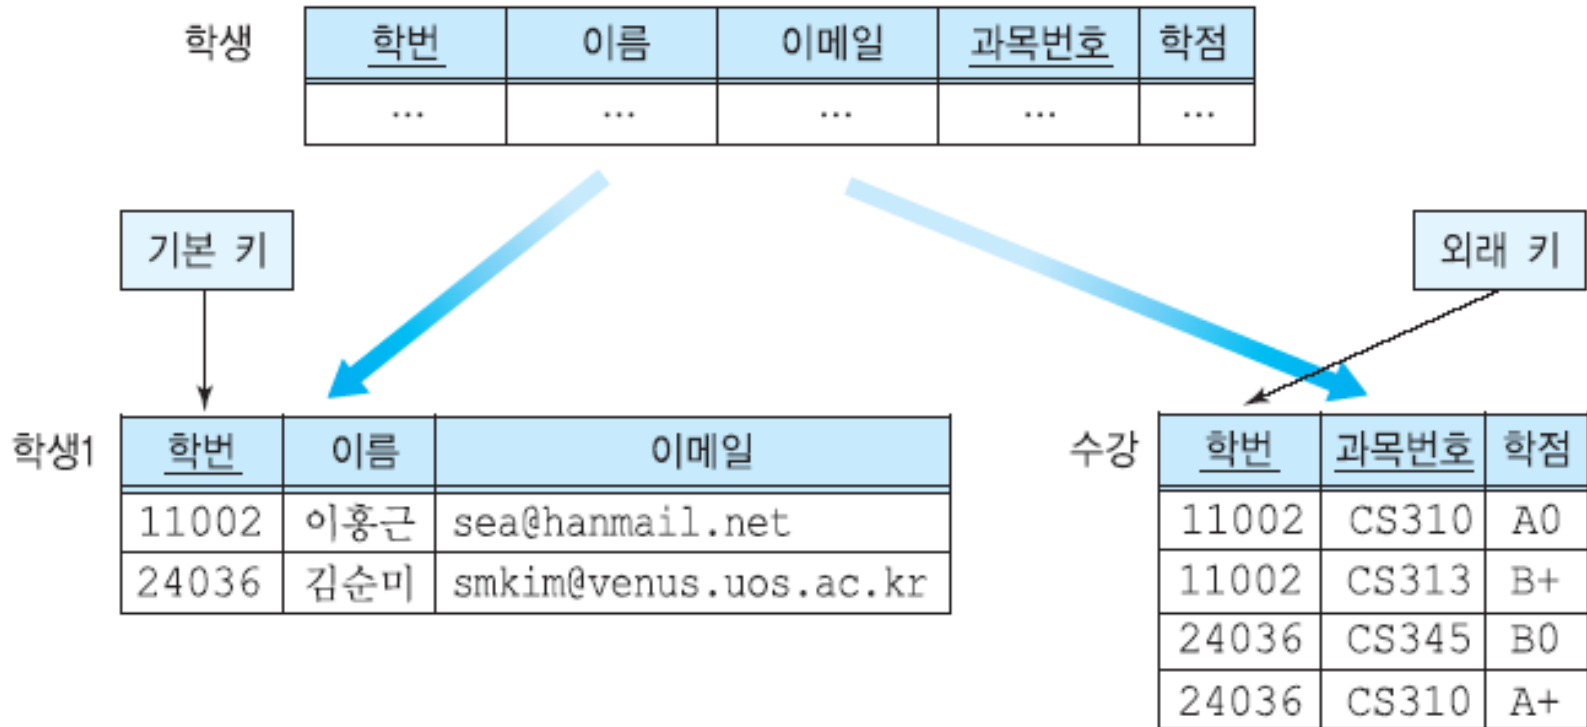 학생 학번 이름 이메일 과목번호 학점
… … … … …
기본 키
외래 키
학생1 학번 이름 이메일
11002 이홍근 sea@hanmail.net
24036 김순미 smkim@venus.uos.ac.kr
수강 학번 과목번호 학점
11002 CS310 A0
11002 CS313 B+
24036 CS345 B0
24036 CS310 A+